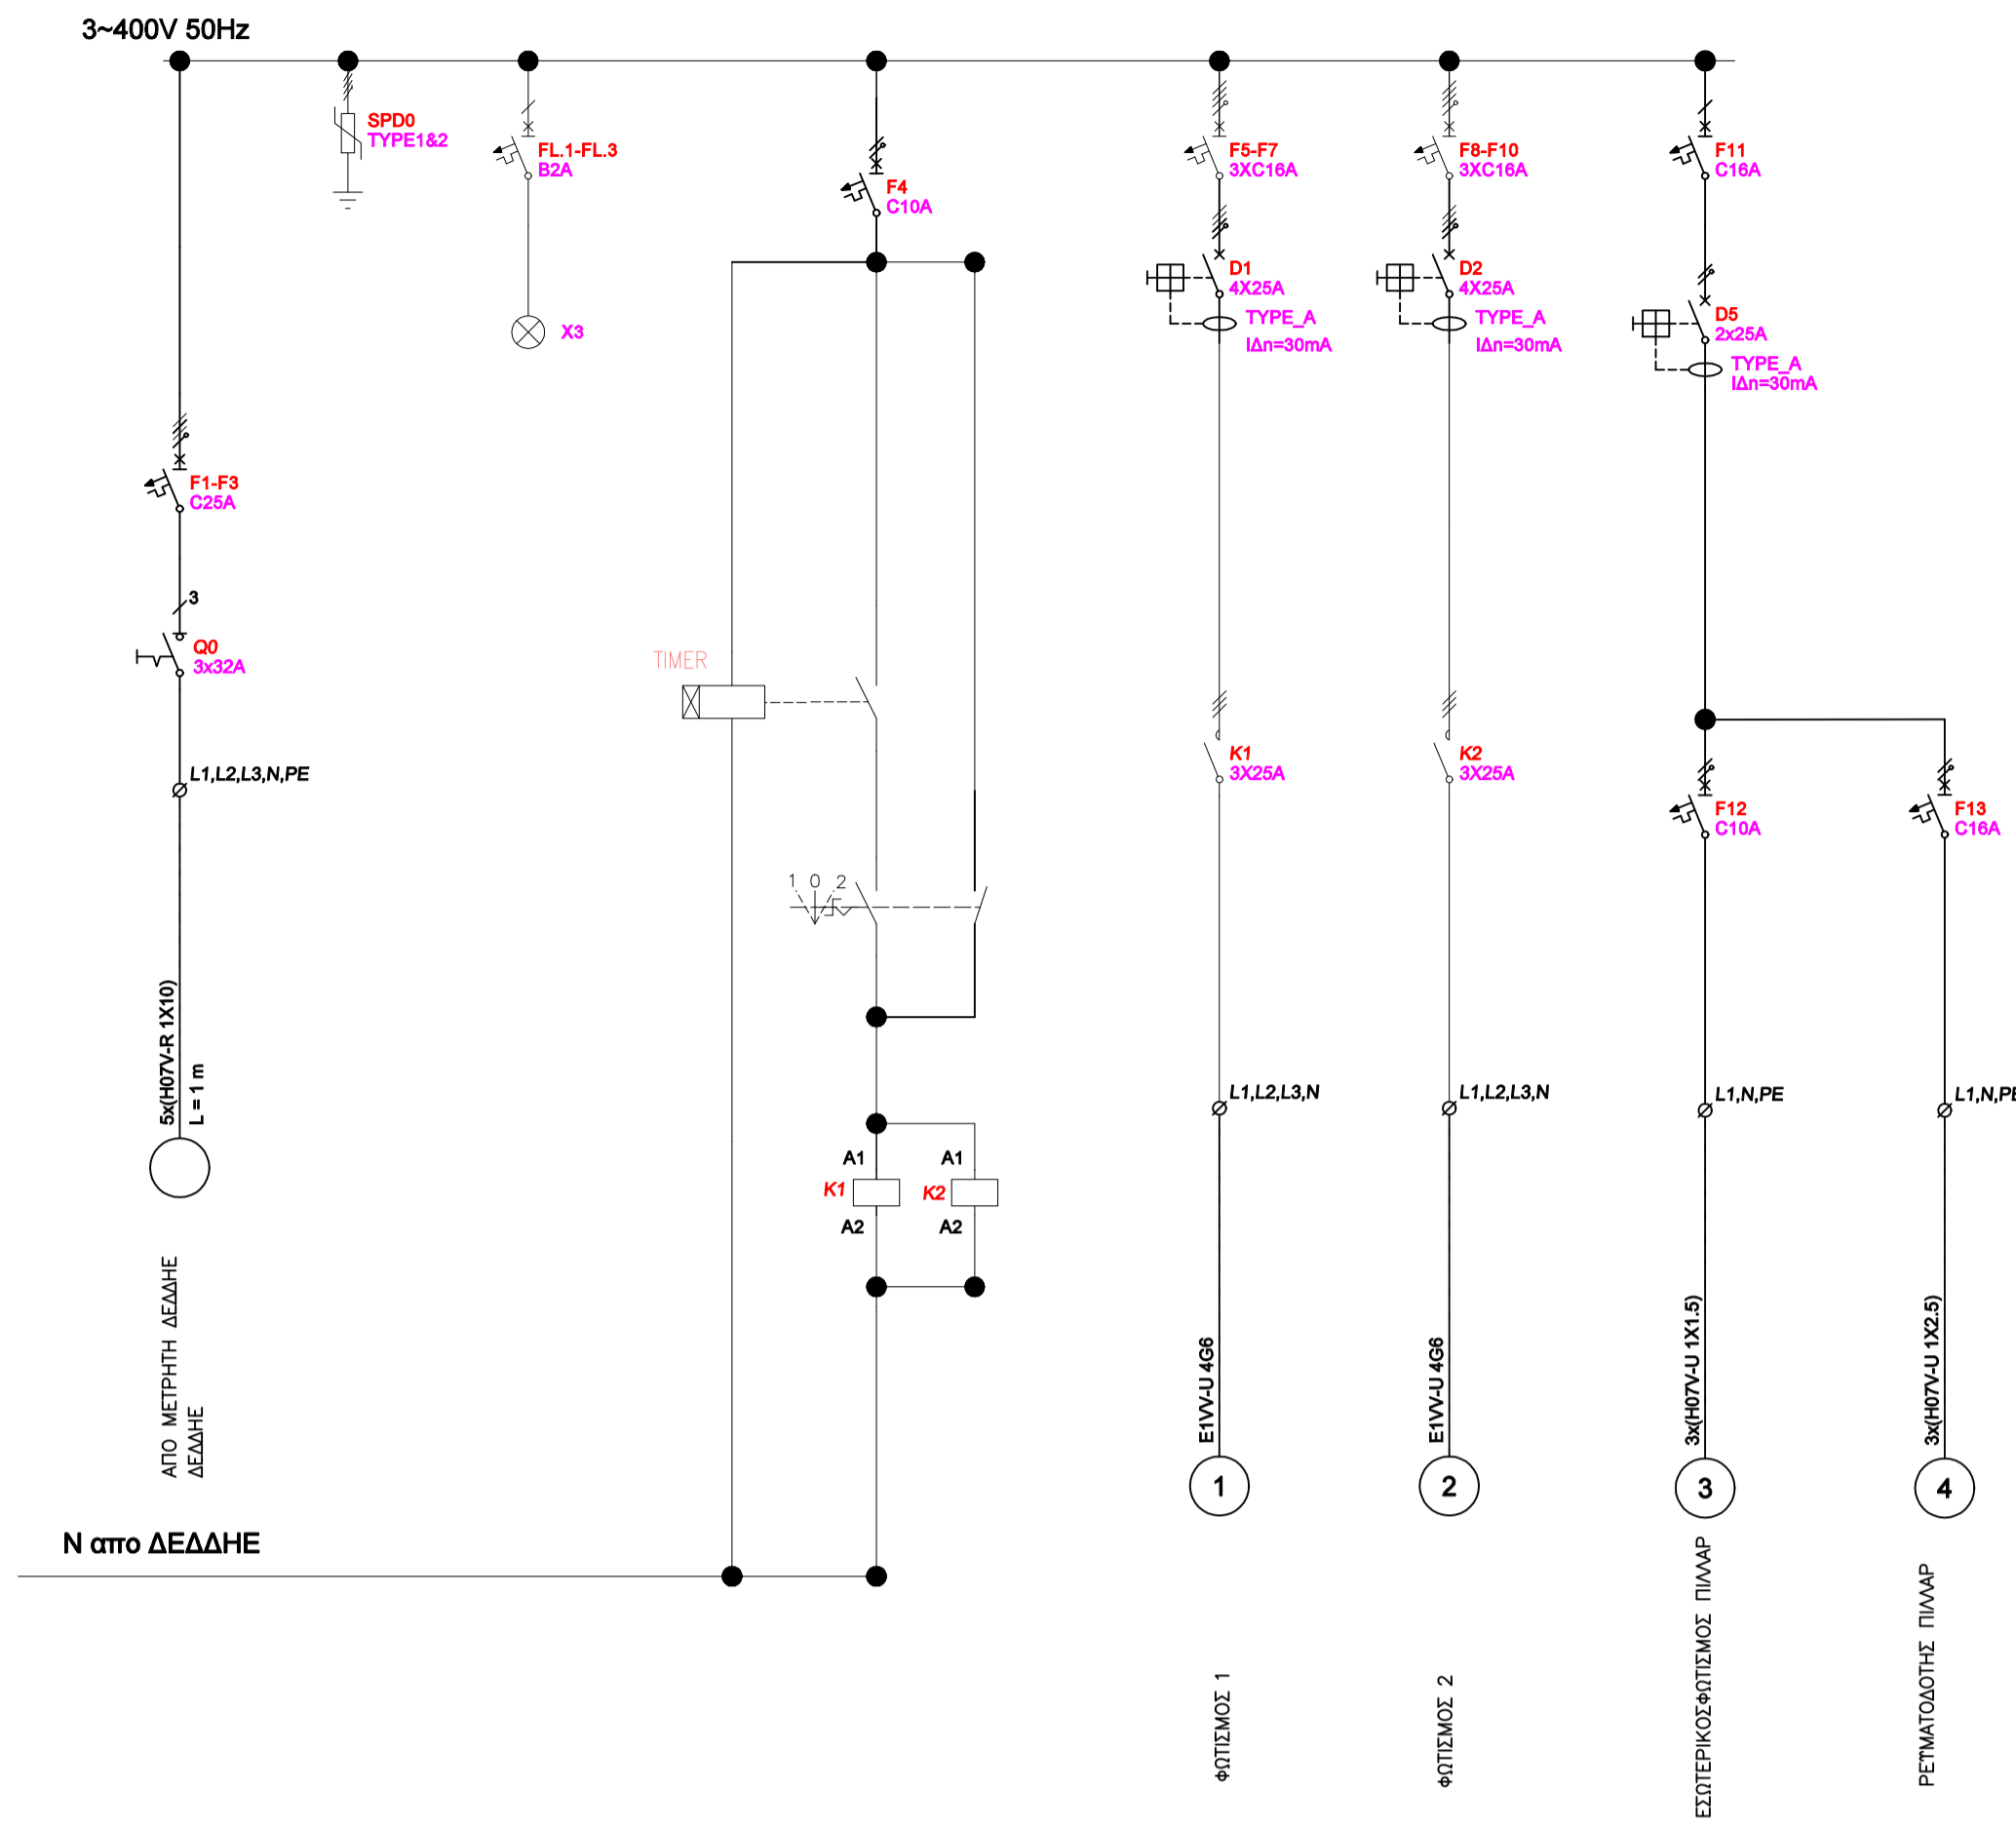 3~400V 50Hz
SPD0
TYPE1&2
FL.1-FL.3
B2A
X3
F4
C10A
F5-F7
3XC16A
D1
4X25A
TYPE_A
IΔn=30mA
F8-F10
3XC16A
D2
4X25A
TYPE_A
IΔn=30mA
F11
C16A
D5
2x25A
TYPE_A
IΔn=30mA
F1-F3
C25A
3
Q0
3x32A
L1,L2,L3,N,PE
TIMER
K1
3X25A
K2
3X25A
F12
C10A
F13
C16A
1 0 2
5x(H07V-R 1X10)
L = 1 m
L1,L2,L3,N
L1,L2,L3,N
L1,N,PE
L1,N,PE
A1
K1
A2
A1
K2
A2
ΑΠΟ ΜΕΤΡΗΤΗ ΔΕΔΔΗΕ
ΔΕΔΔΗΕ
E1VV-U 4G6
E1VV-U 4G6
3x(H07V-U 1X1.5)
3x(H07V-U 1X2.5)
1
2
3
4
N απο ΔΕΔΔΗΕ
ΦΩΤΙΣΜΟΣ 1
ΦΩΤΙΣΜΟΣ 2
ΕΣΩΤΕΡΙΚΟΣΦΩΤΙΣΜΟΣ ΠΙΛΛΑΡ
ΡΕΥΜΑΤΟΔΟΤΗΣ ΠΙΛΛΑΡ